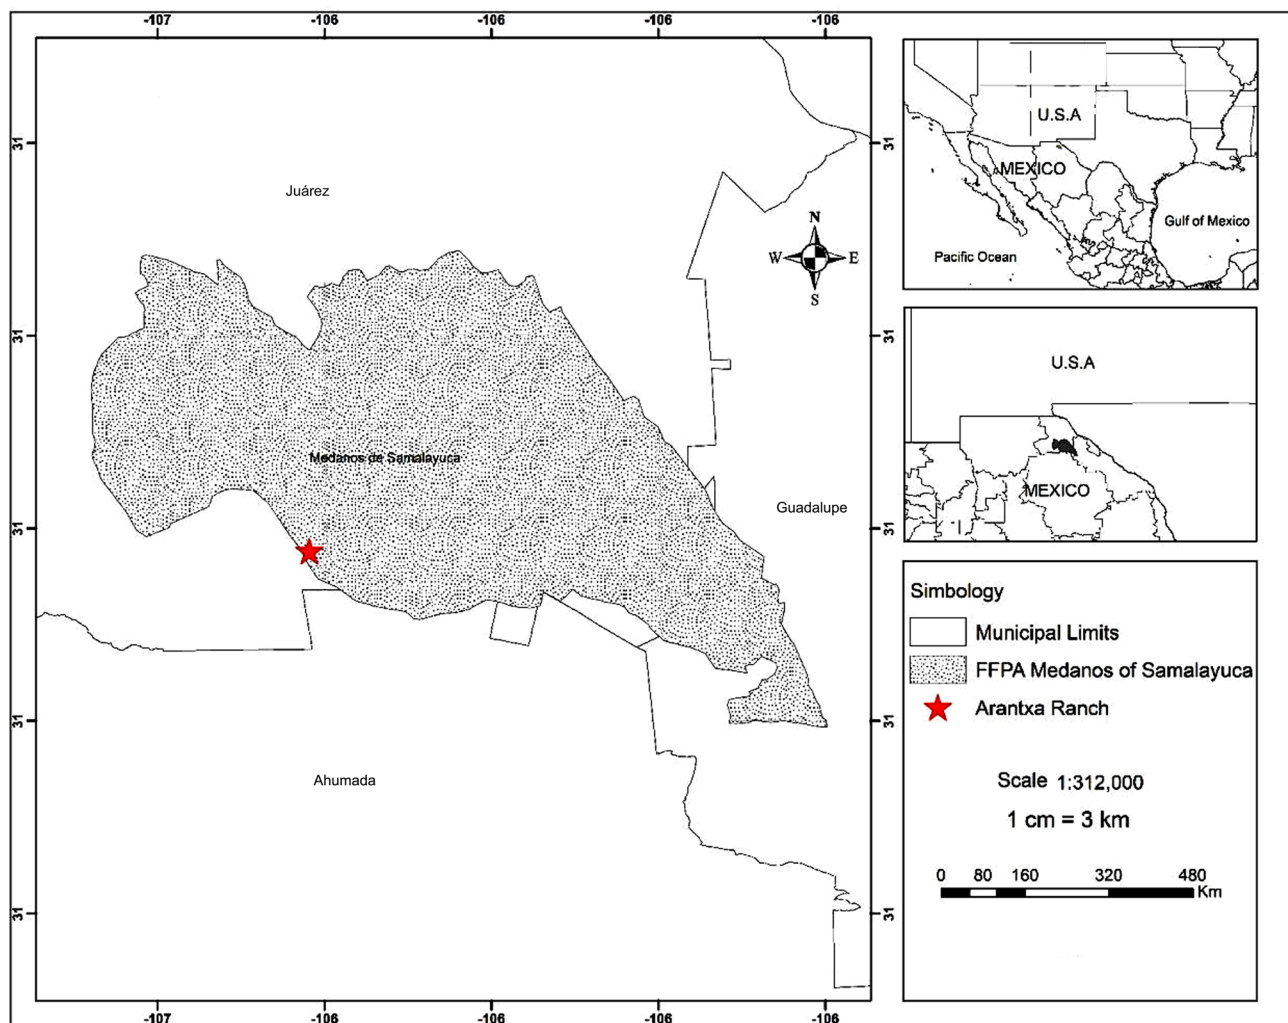 -107 -106 -106 -106 -106
31 31
31 31
31 31
31 31
31 31
Juárez
N
W E
S
Medanos de Samalayuca
Guadalupe
Ahumada
-107 -106 -106 -106 -106
U.S.A
MEXICO
Gulf of Mexico
Pacific Ocean
U.S.A
MEXICO
Simbology
Municipal Limits
FFPA Medanos of Samalayuca
Arantxa Ranch
Scale 1:312,000
1 cm = 3 km
0 80 160 320 480
Km